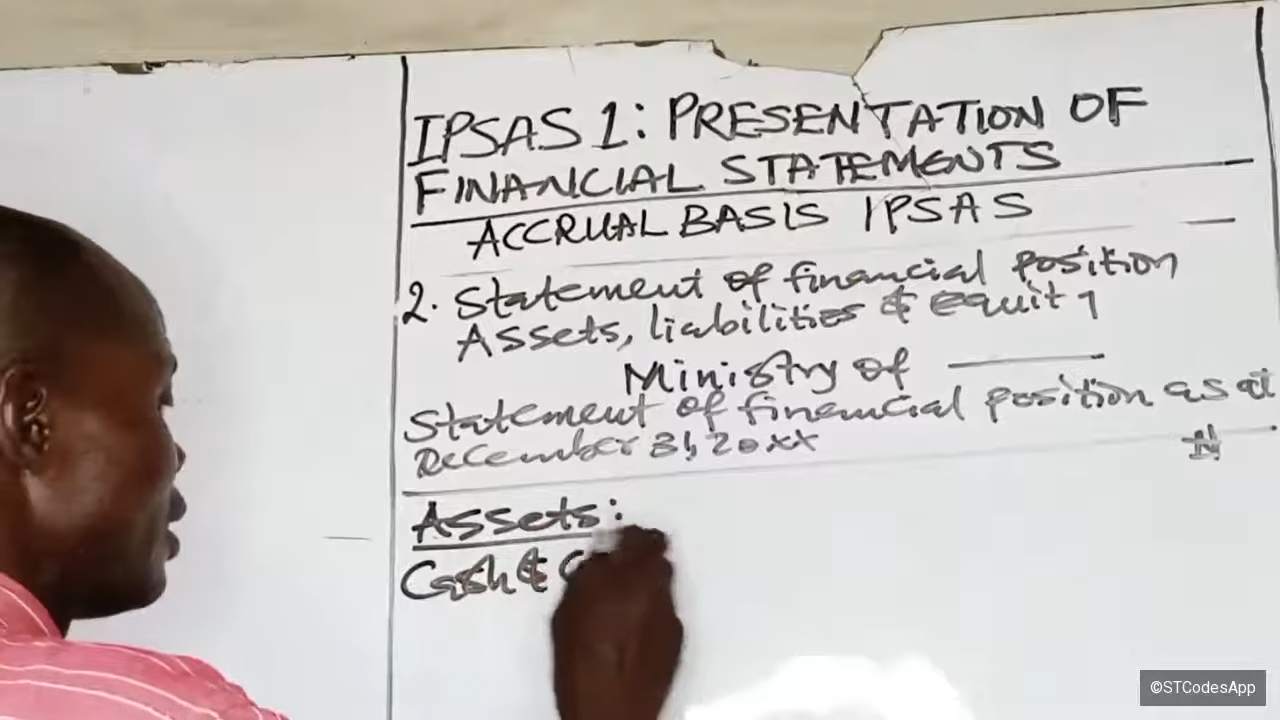 IPSAS 1: PRESENTATION OF
FINANCIAL STATEMENTS
ACCRUAL BASIS IPSAS
2. Statement of financial position
Assets, liabilities & equity
Ministry of
Statement of financial position as at
December 31, 20xx
₦
Assets:
Cash & C
©STCodesApp